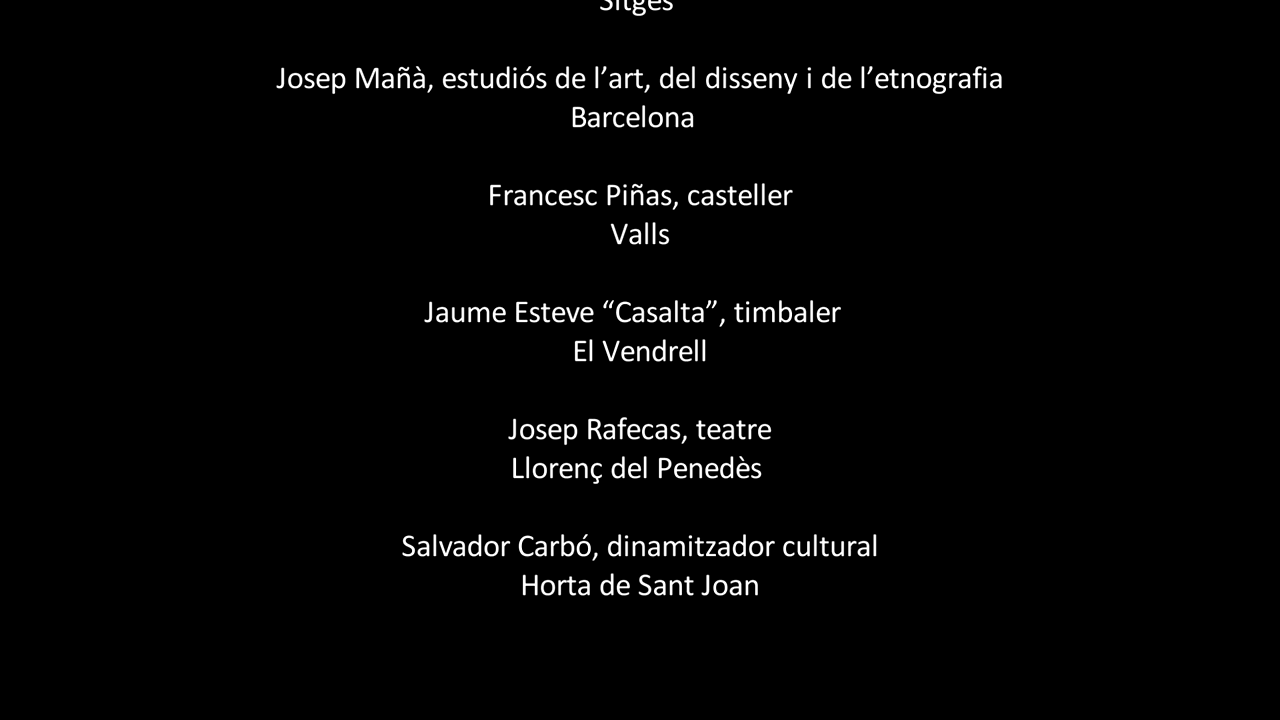 Sitges
Josep Mañà, estudiós de l’art, del disseny i de l’etnografia
Barcelona
Francesc Piñas, casteller
Valls
Jaume Esteve “Casalta”, timbaler
El Vendrell
Josep Rafecas, teatre
Llorenç del Penedès
Salvador Carbó, dinamitzador cultural
Horta de Sant Joan